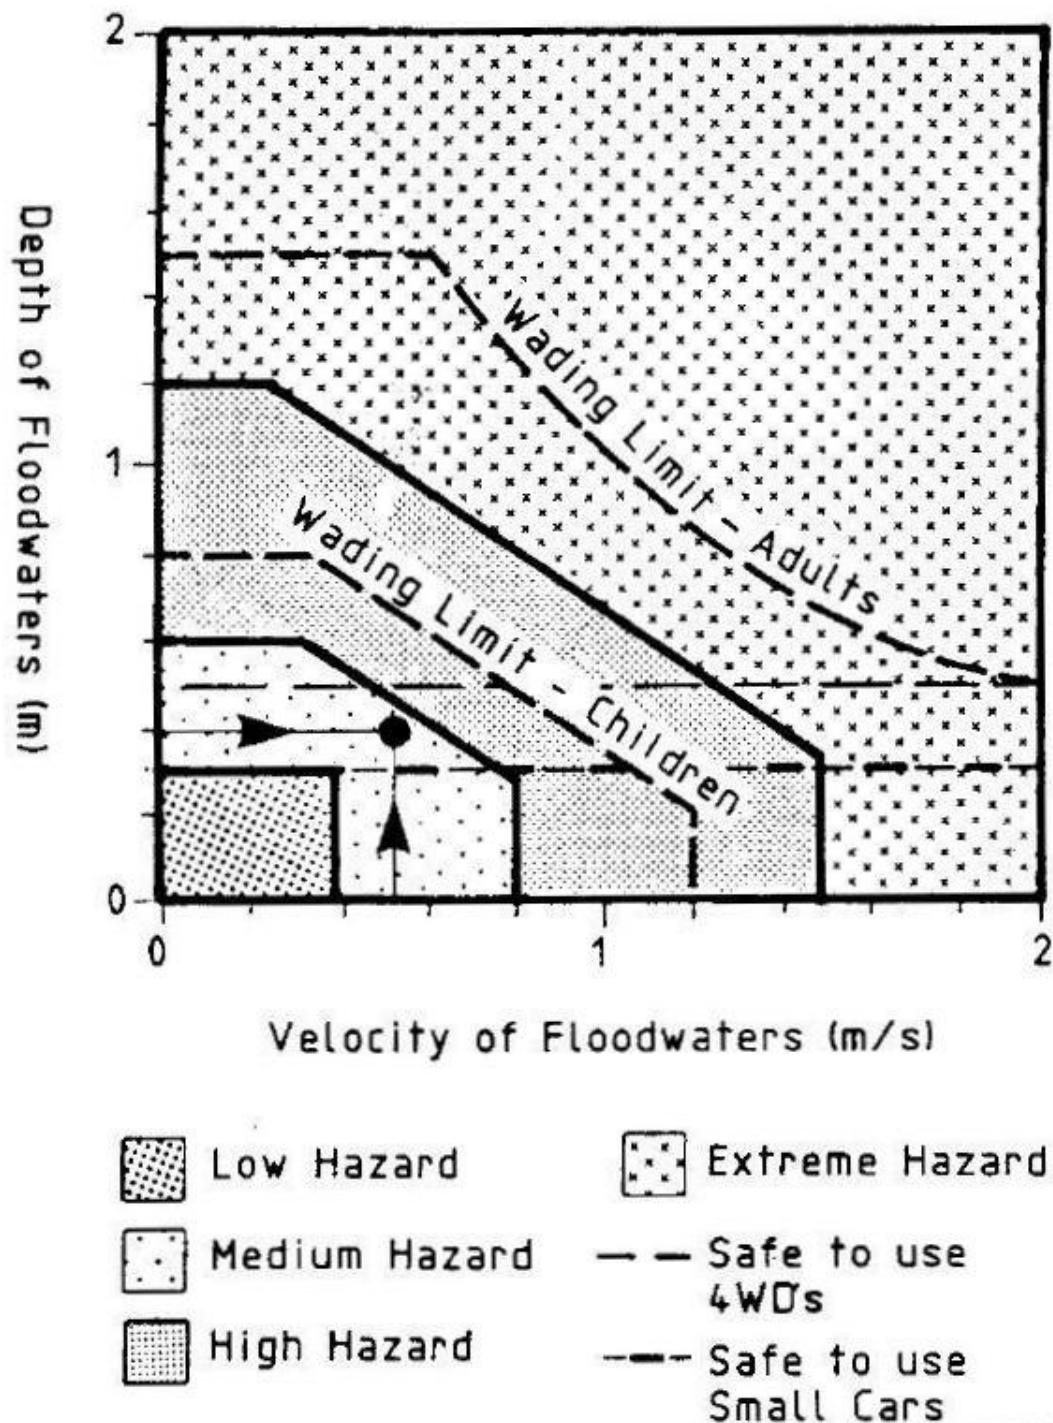 2
Depth of Floodwaters (m)
1
0
Wading Limit - Adults
Wading Limit - Children
0
1
2
Velocity of Floodwaters (m/s)
Low Hazard
Medium Hazard
High Hazard
Extreme Hazard
Safe to use
4WD's
Safe to use
Small Cars